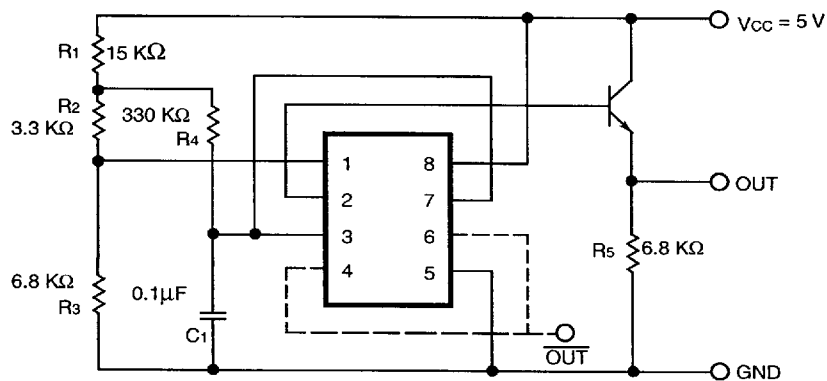 VCC = 5 V
R1 15 KΩ
R2
3.3 KΩ
330 KΩ
R4
1
2
3
4
8
7
6
5
OUT
R5 6.8 KΩ
6.8 KΩ
R3
0.1µF
C1
OUT
GND